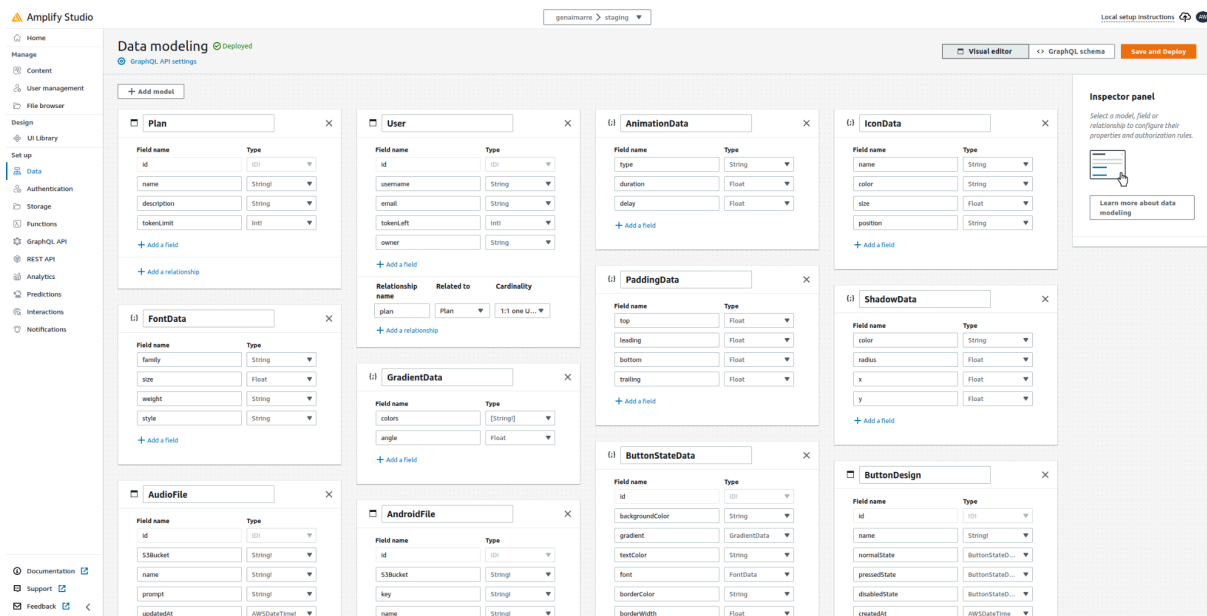 Amplify Studio
genaimarre > staging
Local setup instructions
AW
Home
Manage
Content
User management
File browser
Design
UI Library
Set up
Data
Authentication
Storage
Functions
GraphQL API
REST API
Analytics
Predictions
Interactions
Notifications
Documentation
Support
Feedback
Data modeling
Deployed
GraphQL API settings
Visual editor
GraphQL schema
Save and Deploy
+ Add model
Plan
Field name Type
id ID!
name String!
description String
tokenLimit Int!
+ Add a field
+ Add a relationship
{;} FontData
Field name Type
family String
size Float
weight String
style String
+ Add a field
AudioFile
Field name Type
id ID!
S3Bucket String!
name String!
prompt String!
updatedAt AWSDateTime!
User
Field name Type
id ID!
username String
email String
tokenLeft Int!
owner String
+ Add a field
Relationship name Related to Cardinality
plan Plan 1:1 one U...
+ Add a relationship
{;} GradientData
Field name Type
colors [String!]
angle Float
+ Add a field
AndroidFile
Field name Type
id ID!
S3Bucket String!
key String!
name String!
{;} AnimationData
Field name Type
type String
duration Float
delay Float
+ Add a field
{;} PaddingData
Field name Type
top Float
leading Float
bottom Float
trailing Float
+ Add a field
{;} ButtonStateData
Field name Type
id ID!
backgroundColor String
gradient GradientData
textColor String
font FontData
borderColor String
borderWidth Float
{;} IconData
Field name Type
name String
color String
size Float
position String
+ Add a field
{;} ShadowData
Field name Type
color String
radius Float
x Float
y Float
+ Add a field
ButtonDesign
Field name Type
id ID!
name String!
normalState ButtonStateD...
pressedState ButtonStateD...
disabledState ButtonStateD...
createdAt AWSDateTime
Inspector panel
Select a model, field or
relationship to configure their
properties and authorization rules.
Learn more about data
modeling